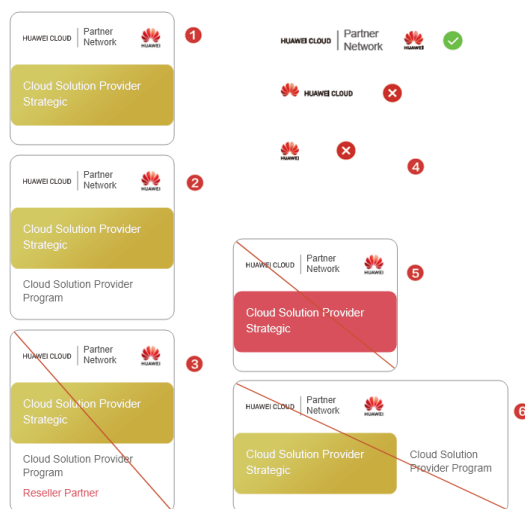 HUAWEI CLOUD
Partner
Network
HUAWEI
1
Cloud Solution Provider
Strategic
HUAWEI CLOUD
Partner
Network
HUAWEI
2
Cloud Solution Provider
Strategic
Cloud Solution Provider
Program
HUAWEI CLOUD
Partner
Network
HUAWEI
3
Cloud Solution Provider
Strategic
Cloud Solution Provider
Program
Reseller Partner
HUAWEI CLOUD
Partner
Network
HUAWEI
HUAWEI CLOUD
HUAWEI
4
HUAWEI CLOUD
Partner
Network
HUAWEI
5
Cloud Solution Provider
Strategic
HUAWEI CLOUD
Partner
Network
HUAWEI
6
Cloud Solution Provider
Strategic
Cloud Solution
Provider Program